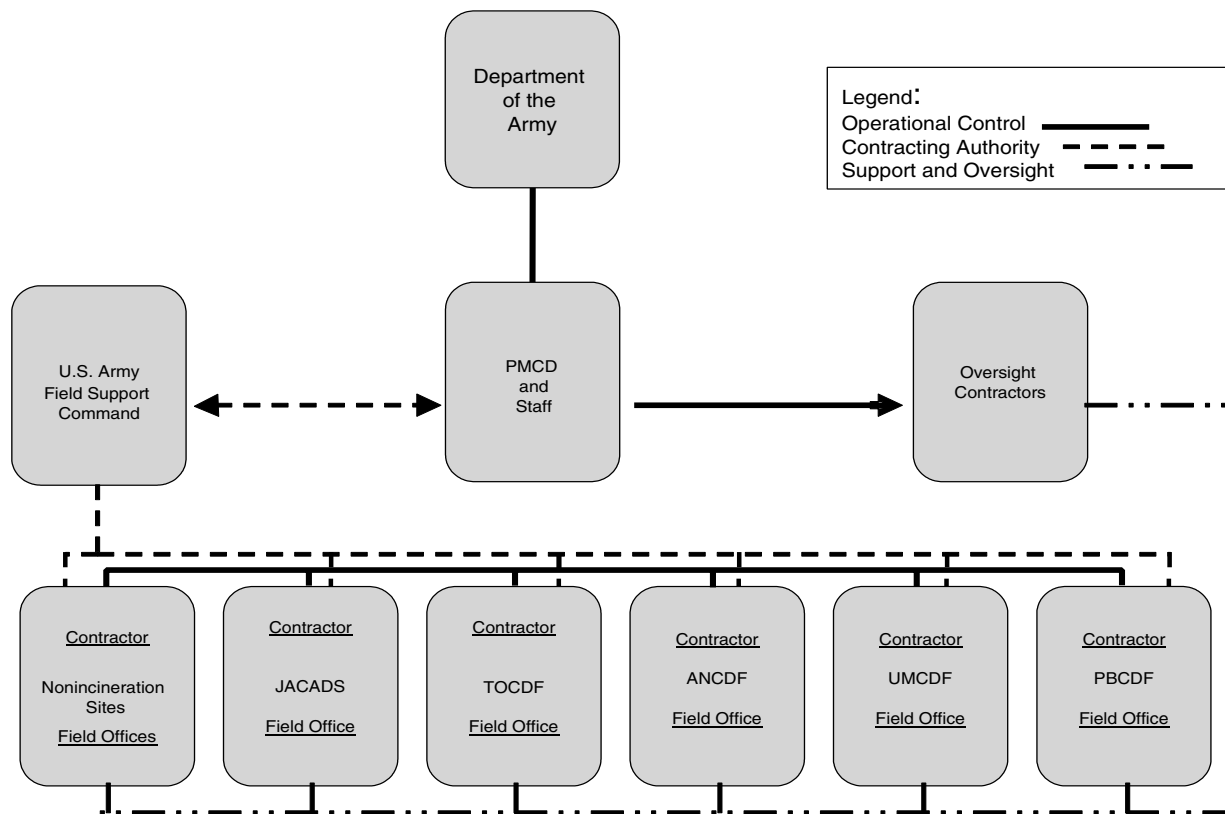 Department
of the
Army
Legend:
Operational Control
Contracting Authority
Support and Oversight
U.S. Army
Field Support
Command
PMCD
and
Staff
Oversight
Contractors
Contractor
Nonincineration
Sites
Field Offices
Contractor
JACADS
Field Office
Contractor
TOCDF
Field Office
Contractor
ANCDF
Field Office
Contractor
UMCDF
Field Office
Contractor
PBCDF
Field Office